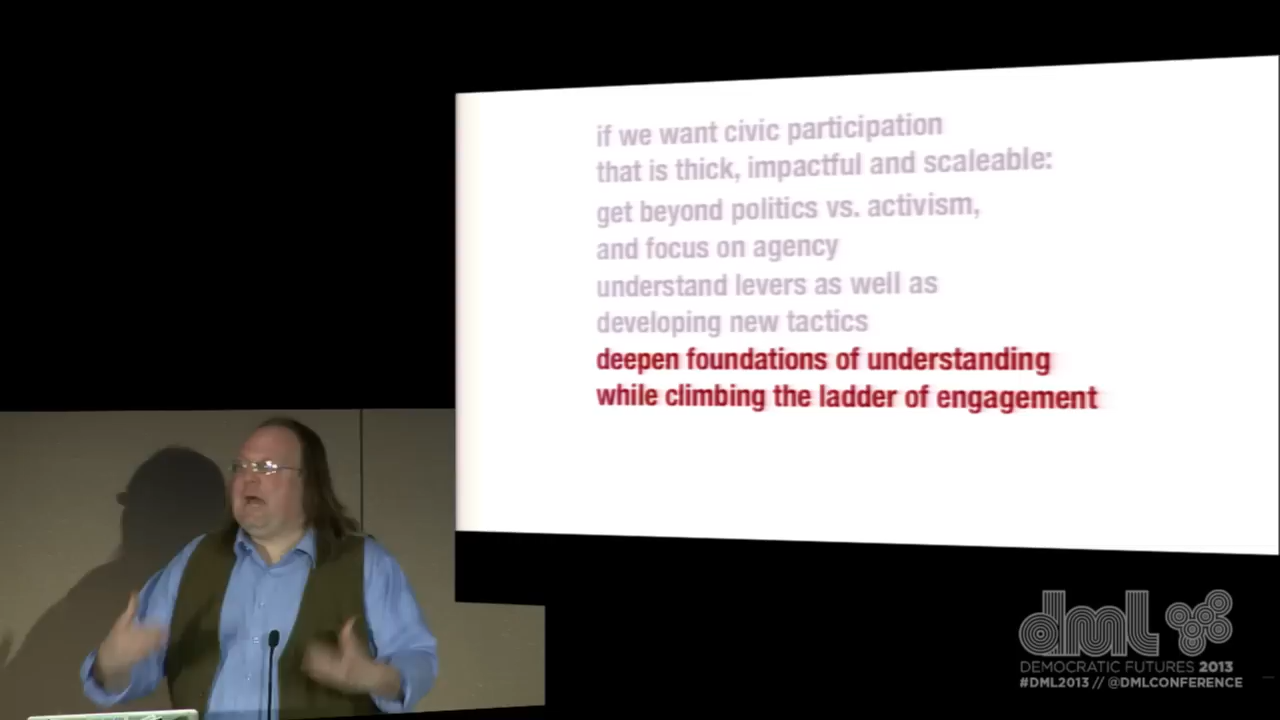 if we want civic participation
that is thick, impactful and scaleable:
get beyond politics vs. activism,
and focus on agency
understand levers as well as
developing new tactics
deepen foundations of understanding
while climbing the ladder of engagement
dml
DEMOCRATIC FUTURES 2013
#DML2013 // @DMLCONFERENCE